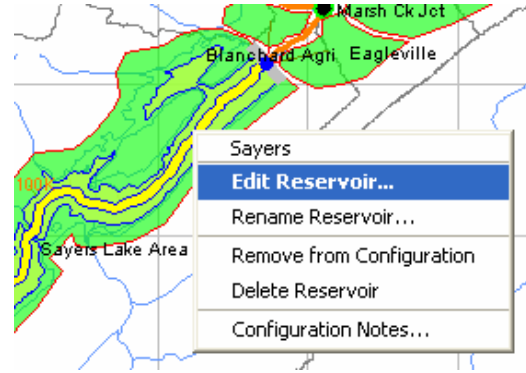 Marsh Ck Jct
Blanchard Agri Eagleville
Sayers
Edit Reservoir...
100K
Rename Reservoir...
Sayers Lake Area
Remove from Configuration
Delete Reservoir
Configuration Notes...